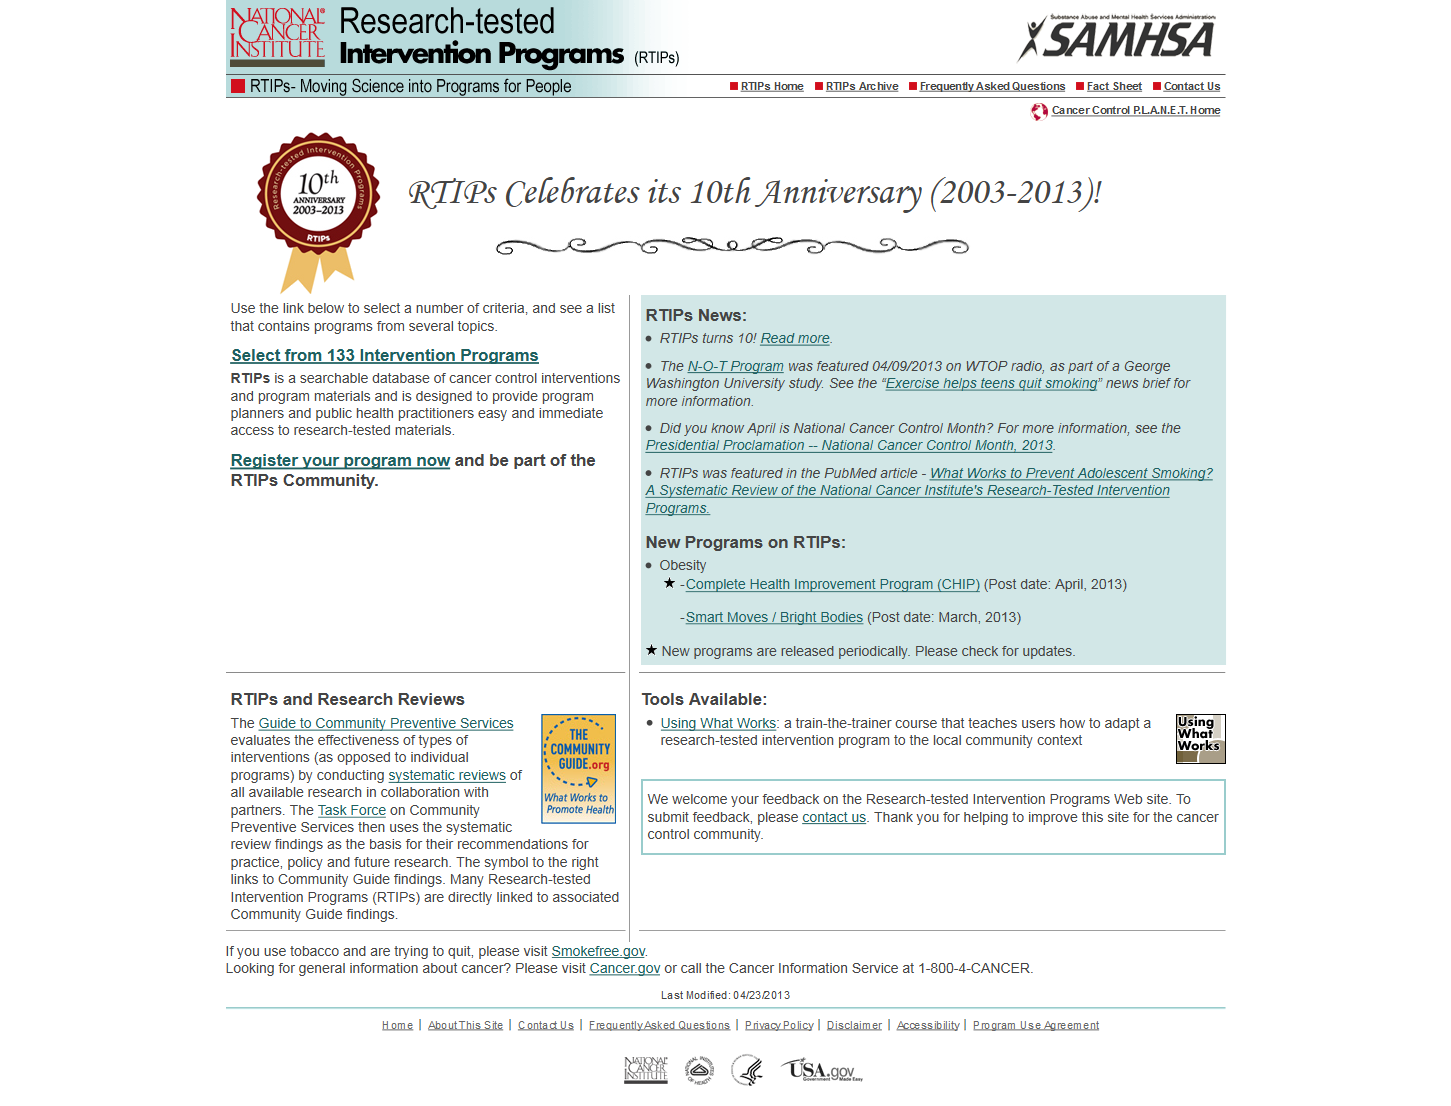 NATIONAL CANCER INSTITUTE
Research-tested
Intervention Programs (RTIPs)
Substance Abuse and Mental Health Services Administration
SAMHSA
RTIPs- Moving Science into Programs for People
RTIPs Home RTIPs Archive Frequently Asked Questions Fact Sheet Contact Us
Cancer Control P.L.A.N.E.T. Home
Research-tested Intervention Programs
10th
ANNIVERSARY
2003-2013
RTIPs
RTIPs Celebrates its 10th Anniversary (2003-2013)!
Use the link below to select a number of criteria, and see a list
that contains programs from several topics.
Select from 133 Intervention Programs
RTIPs is a searchable database of cancer control interventions
and program materials and is designed to provide program
planners and public health practitioners easy and immediate
access to research-tested materials.
Register your program now and be part of the
RTIPs Community.
RTIPs News:
• RTIPs turns 10! Read more.
• The N-O-T Program was featured 04/09/2013 on WTOP radio, as part of a George
Washington University study. See the “Exercise helps teens quit smoking” news brief for
more information.
• Did you know April is National Cancer Control Month? For more information, see the
Presidential Proclamation -- National Cancer Control Month, 2013.
• RTIPs was featured in the PubMed article - What Works to Prevent Adolescent Smoking?
A Systematic Review of the National Cancer Institute's Research-Tested Intervention
Programs.
New Programs on RTIPs:
• Obesity
★ -Complete Health Improvement Program (CHIP) (Post date: April, 2013)
-Smart Moves / Bright Bodies (Post date: March, 2013)
★ New programs are released periodically. Please check for updates.
RTIPs and Research Reviews
The Guide to Community Preventive Services
evaluates the effectiveness of types of
interventions (as opposed to individual
programs) by conducting systematic reviews of
all available research in collaboration with
partners. The Task Force on Community
Preventive Services then uses the systematic
review findings as the basis for their recommendations for
practice, policy and future research. The symbol to the right
links to Community Guide findings. Many Research-tested
Intervention Programs (RTIPs) are directly linked to associated
Community Guide findings.
THE
COMMUNITY
GUIDE.org
What Works to
Promote Health
Tools Available:
• Using What Works: a train-the-trainer course that teaches users how to adapt a
research-tested intervention program to the local community context
Using
What
Works
We welcome your feedback on the Research-tested Intervention Programs Web site. To
submit feedback, please contact us. Thank you for helping to improve this site for the cancer
control community.
If you use tobacco and are trying to quit, please visit Smokefree.gov.
Looking for general information about cancer? Please visit Cancer.gov or call the Cancer Information Service at 1-800-4-CANCER.
Last Modified: 04/23/2013
Home | About This Site | Contact Us | Frequently Asked Questions | Privacy Policy | Disclaimer | Accessibility | Program Use Agreement
NATIONAL CANCER INSTITUTE
NATIONAL INSTITUTES OF HEALTH
USA.gov
Government Made Easy